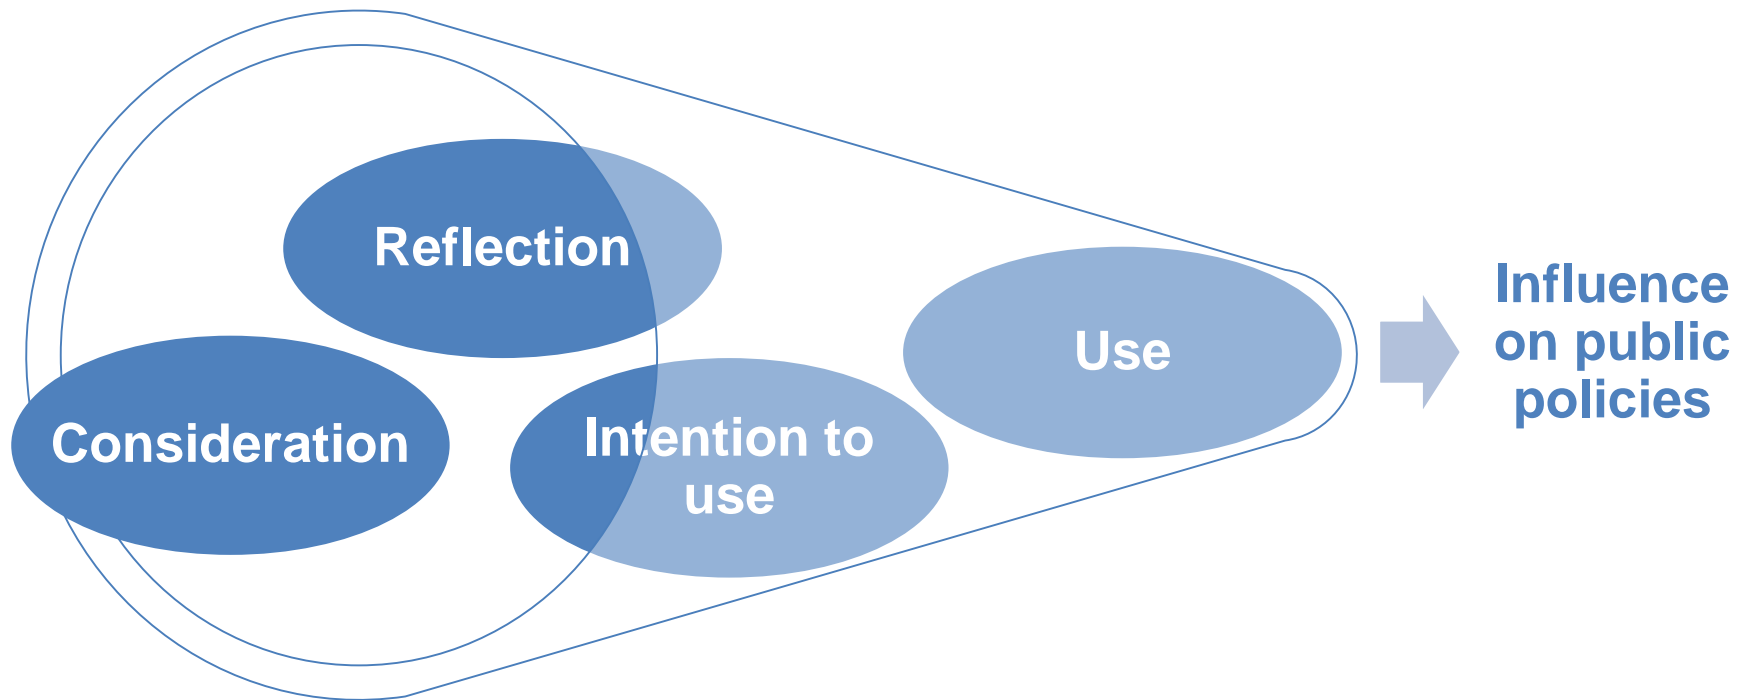 Reflection
Consideration
Intention to
use
Use
Influence
on public
policies